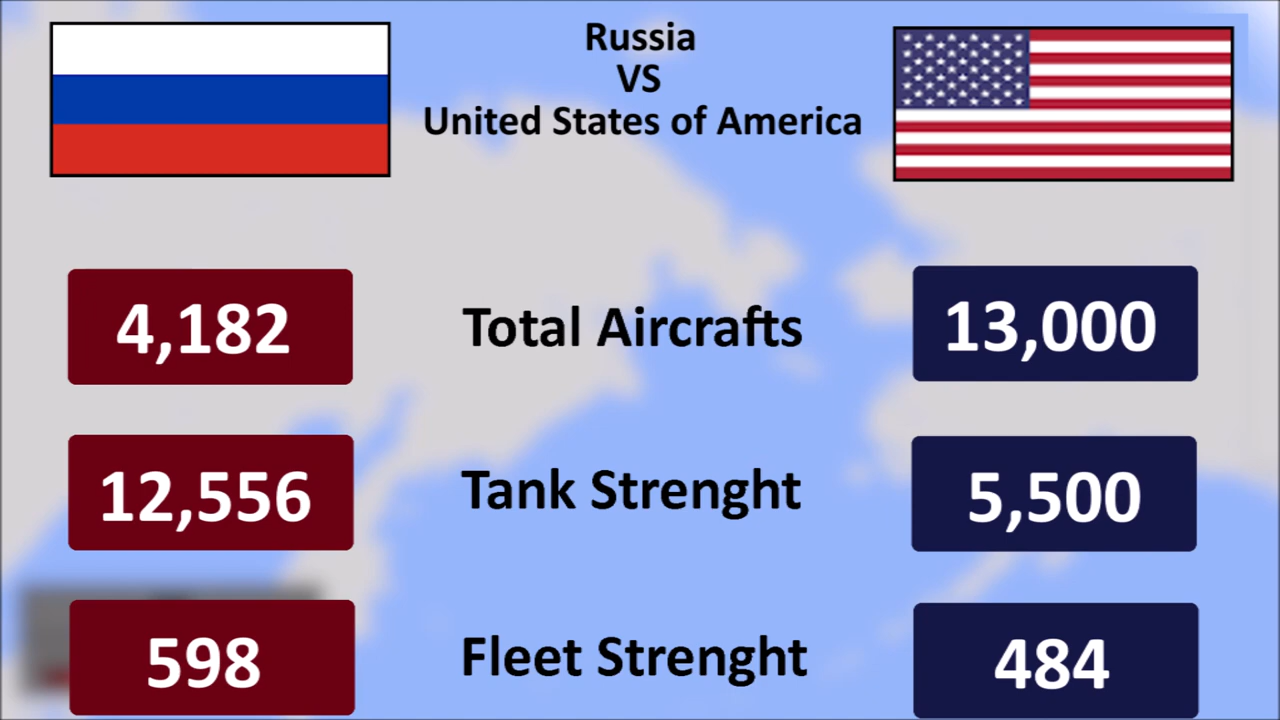 Russia
VS
United States of America
4,182 Total Aircrafts 13,000
12,556 Tank Strenght 5,500
598 Fleet Strenght 484